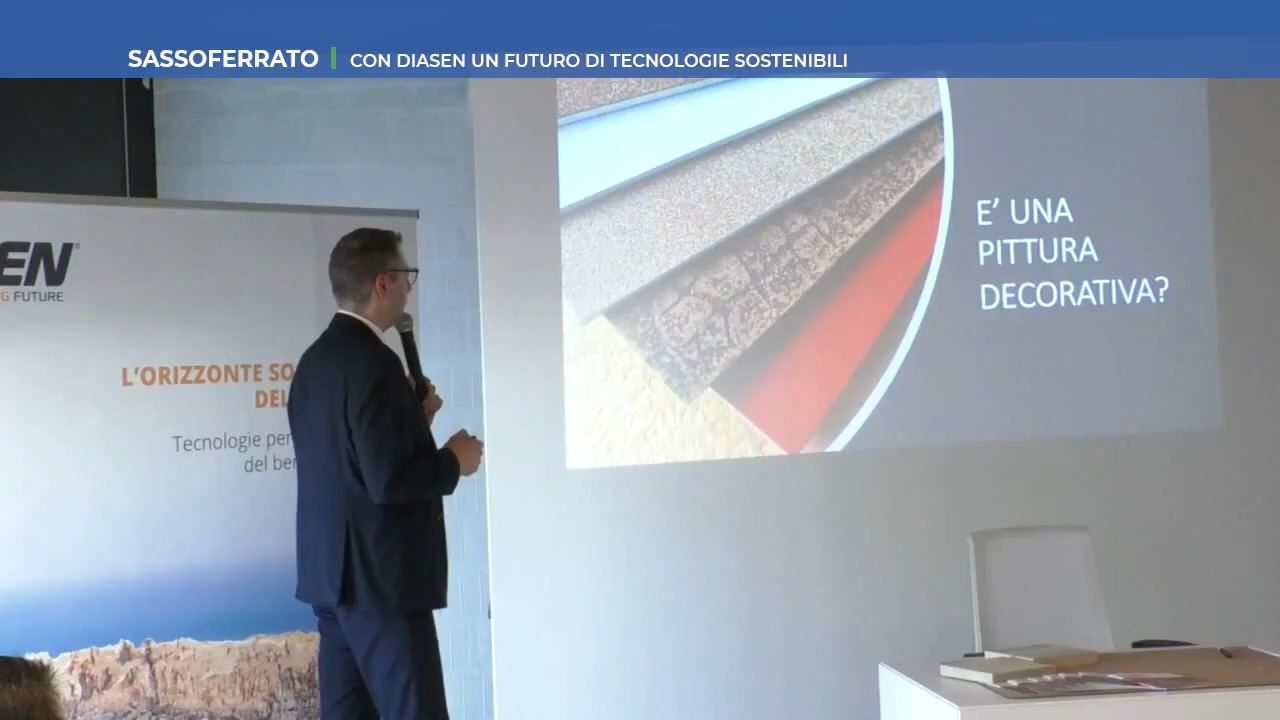 SASSOFERRATO
CON DIASEN UN FUTURO DI TECNOLOGIE SOSTENIBILI
EN
G FUTURE
L'ORIZZONTE SO
DEL
Tecnologie per
del ben
E' UNA
PITTURA
DECORATIVA?